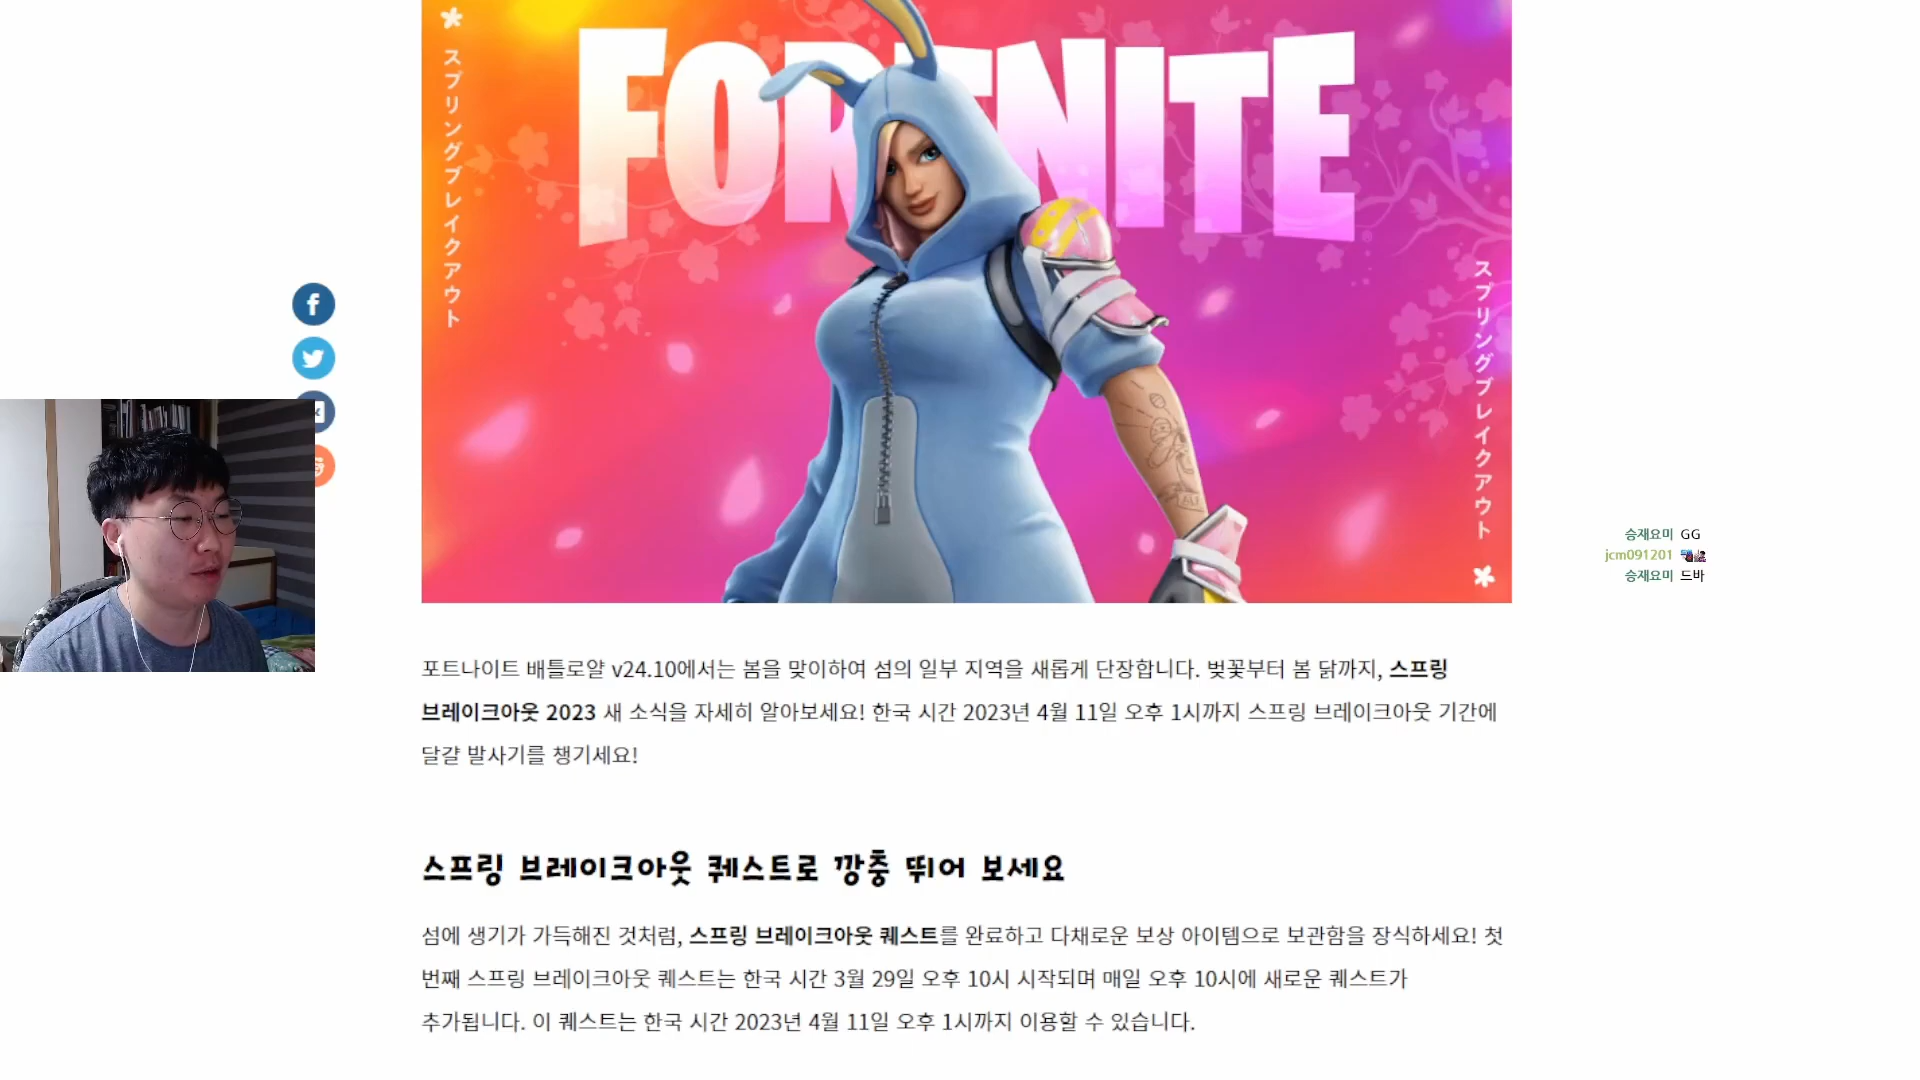 FORTNITE
スプリングブレイクアウト
スプリングブレイクアウト
승재요미 GG
jcm091201
승재요미 드바
포트나이트 배틀로얄 v24.10에서는 봄을 맞이하여 섬의 일부 지역을 새롭게 단장합니다. 벚꽃부터 봄 닭까지, 스프링
브레이크아웃 2023 새 소식을 자세히 알아보세요! 한국 시간 2023년 4월 11일 오후 1시까지 스프링 브레이크아웃 기간에
달걀 발사기를 챙기세요!
스프링 브레이크아웃 퀘스트로 깡충 뛰어 보세요
섬에 생기가 가득해진 것처럼, 스프링 브레이크아웃 퀘스트를 완료하고 다채로운 보상 아이템으로 보관함을 장식하세요! 첫
번째 스프링 브레이크아웃 퀘스트는 한국 시간 3월 29일 오후 10시 시작되며 매일 오후 10시에 새로운 퀘스트가
추가됩니다. 이 퀘스트는 한국 시간 2023년 4월 11일 오후 1시까지 이용할 수 있습니다.